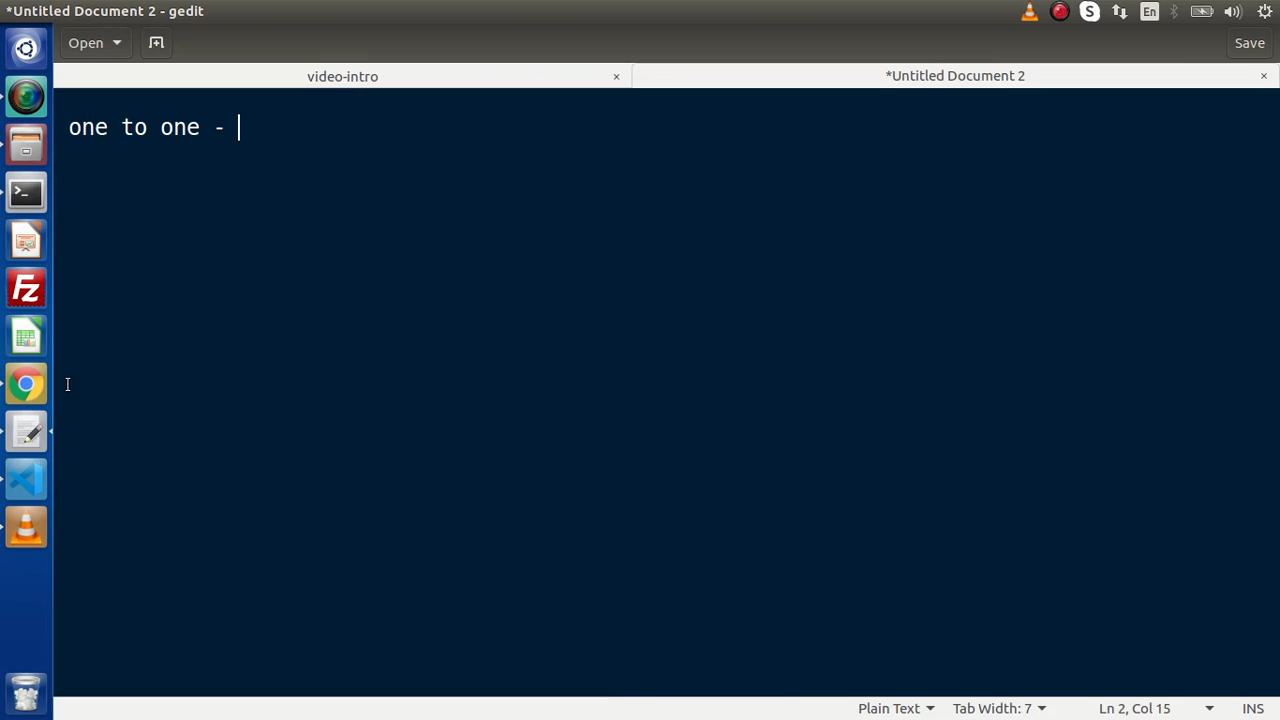 *Untitled Document 2 - gedit
En
Open
Save
video-intro
*Untitled Document 2
one to one -
Plain Text
Tab Width: 7
Ln 2, Col 15
INS